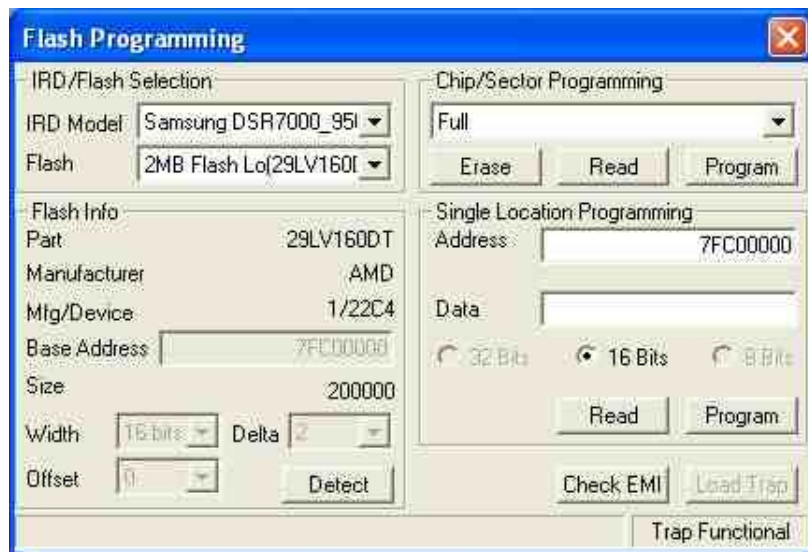 Flash Programming
IRD/Flash Selection
IRD Model Samsung DSR7000_95
Flash 2MB Flash Lo(29LV160
Chip/Sector Programming
Full
Erase Read Program
Flash Info
Part 29LV160DT
Manufacturer AMD
Mfg/Device 1/22C4
Base Address 7FC00000
Size 200000
Width 16 bits Delta 2
Offset 0 Detect
Single Location Programming
Address 7FC00000
Data
32 Bits 16 Bits 8 Bits
Read Program
Check EMI Load Trap
Trap Functional